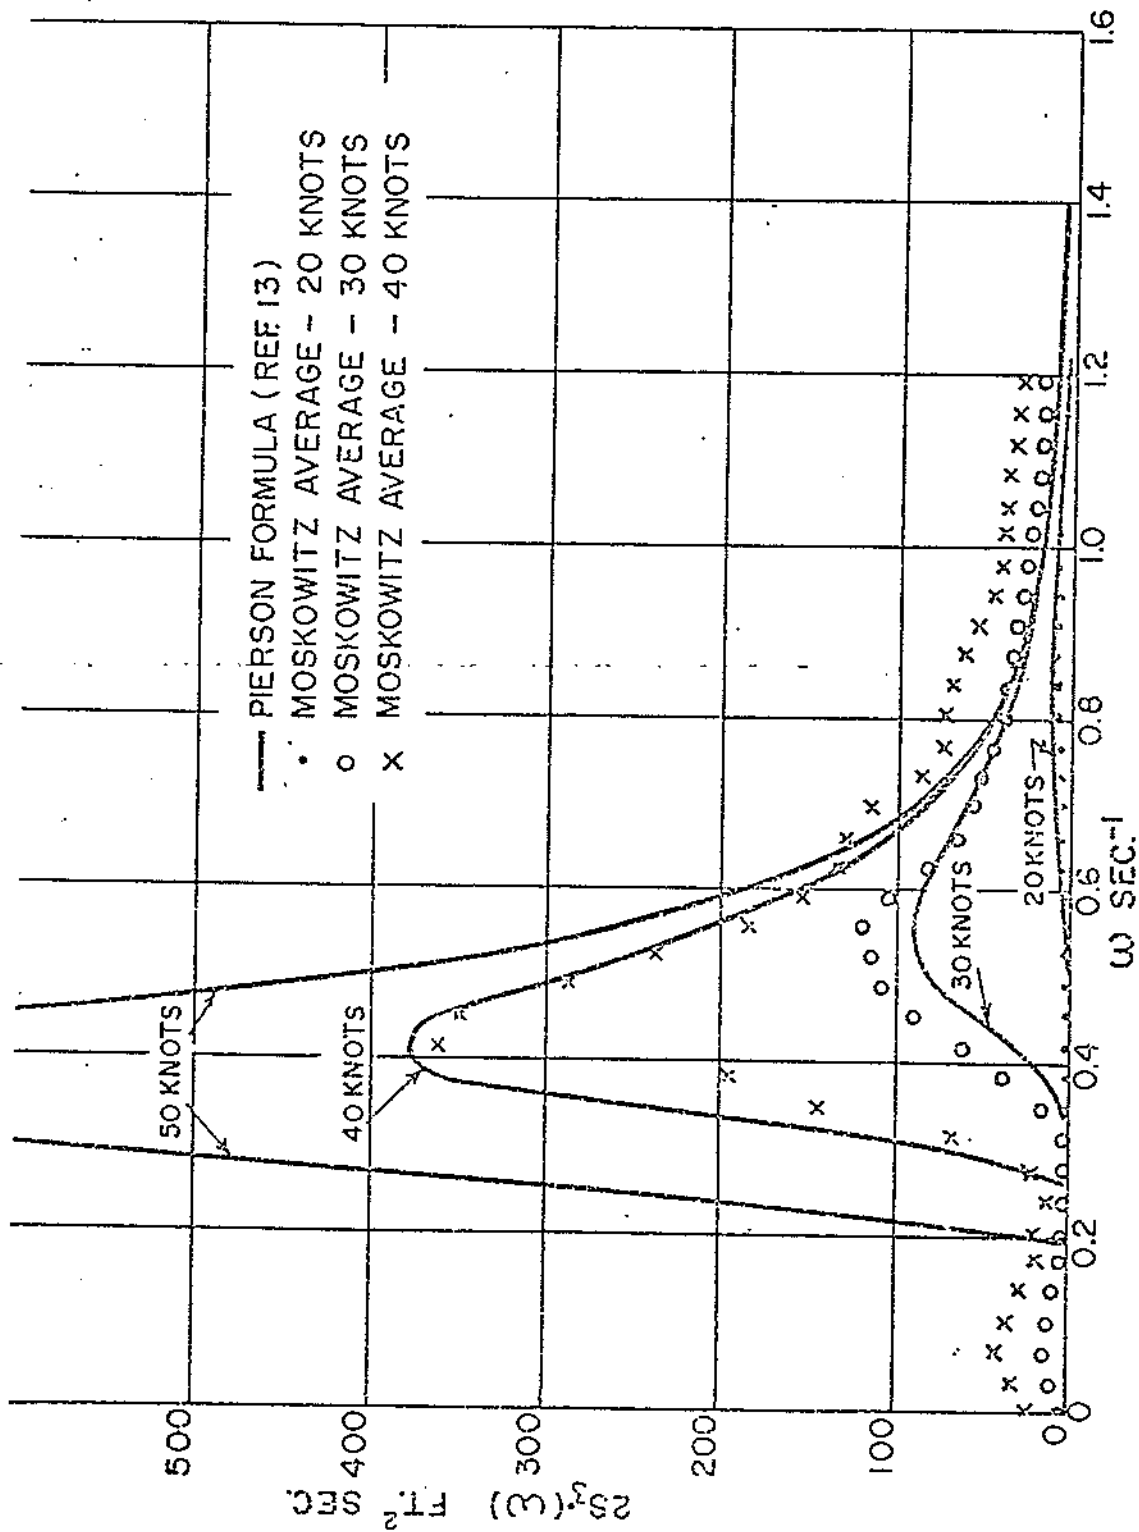 — PIERSON FORMULA (REF. 13)
• MOSKOWITZ AVERAGE - 20 KNOTS
o MOSKOWITZ AVERAGE - 30 KNOTS
x MOSKOWITZ AVERAGE - 40 KNOTS
50 KNOTS
40 KNOTS
30 KNOTS
20 KNOTS
500
400
300
200
100
0
2Sζ(ω) FT.² SEC.
0
0.2
0.4
0.6
0.8
1.0
1.2
1.4
1.6
ω SEC.⁻¹